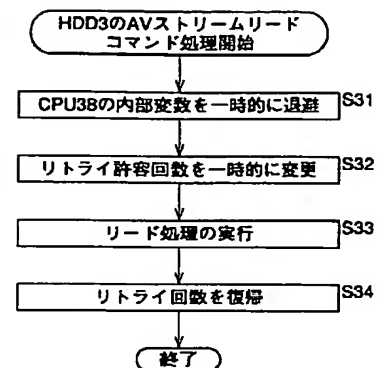 HDD3のAVストリームリード
コマンド処理開始
CPU38の内部変数を一時的に退避
S31
リトライ許容回数を一時的に変更
S32
リード処理の実行
S33
リトライ回数を復帰
S34
終了